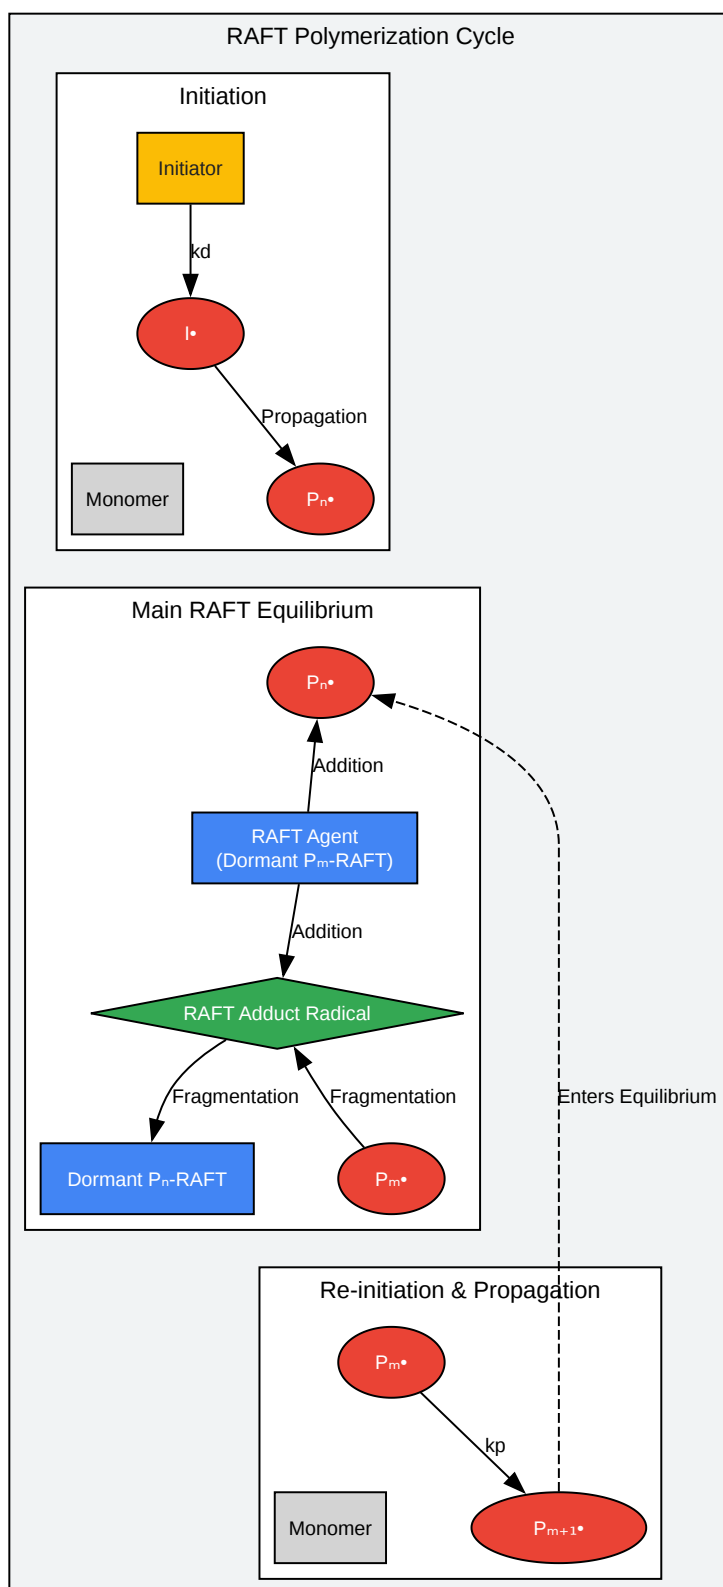 RAFT Polymerization Cycle
Initiation
Initiator
kd
I•
Propagation
Monomer
Pₙ•
Main RAFT Equilibrium
Pₙ•
Addition
RAFT Agent
(Dormant Pₘ-RAFT)
Addition
RAFT Adduct Radical
Fragmentation
Fragmentation
Enters Equilibrium
Dormant Pₙ-RAFT
Pₘ•
Re-initiation & Propagation
Pₘ•
kp
Monomer
Pₘ₊₁•